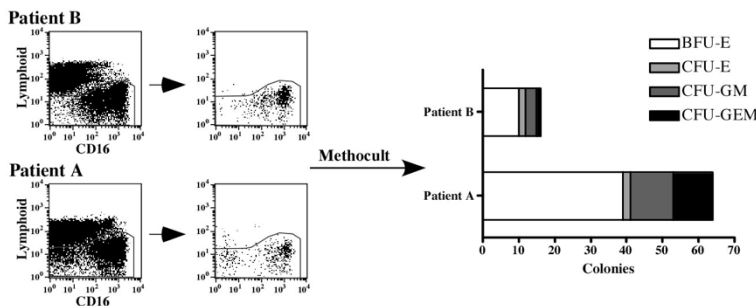 Patient B
10⁴
10³
10²
10¹
10⁰
Lymphoid
10⁰ 10¹ 10² 10³ 10⁴
CD16
10⁴
10³
10²
10¹
10⁰
10⁰ 10¹ 10² 10³ 10⁴
Patient A
10⁴
10³
10²
10¹
10⁰
Lymphoid
10⁰ 10¹ 10² 10³ 10⁴
CD16
10⁴
10³
10²
10¹
10⁰
10⁰ 10¹ 10² 10³ 10⁴
Methocult
BFU-E
CFU-E
CFU-GM
CFU-GEM
Patient B
Patient A
0 10 20 30 40 50 60 70
Colonies